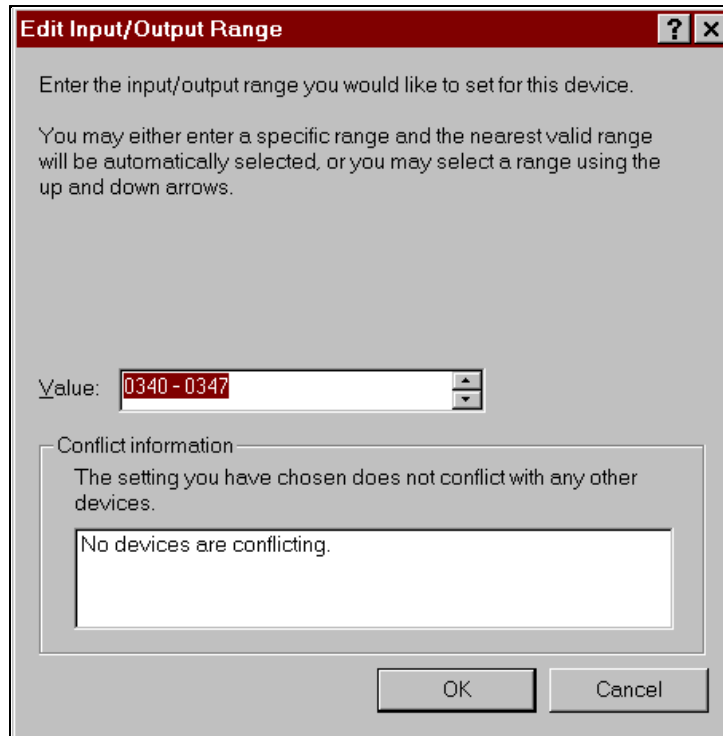 Edit Input/Output Range
Enter the input/output range you would like to set for this device.
You may either enter a specific range and the nearest valid range
will be automatically selected, or you may select a range using the
up and down arrows.
Value: 0340 - 0347
Conflict information
The setting you have chosen does not conflict with any other
devices.
No devices are conflicting.
OK Cancel